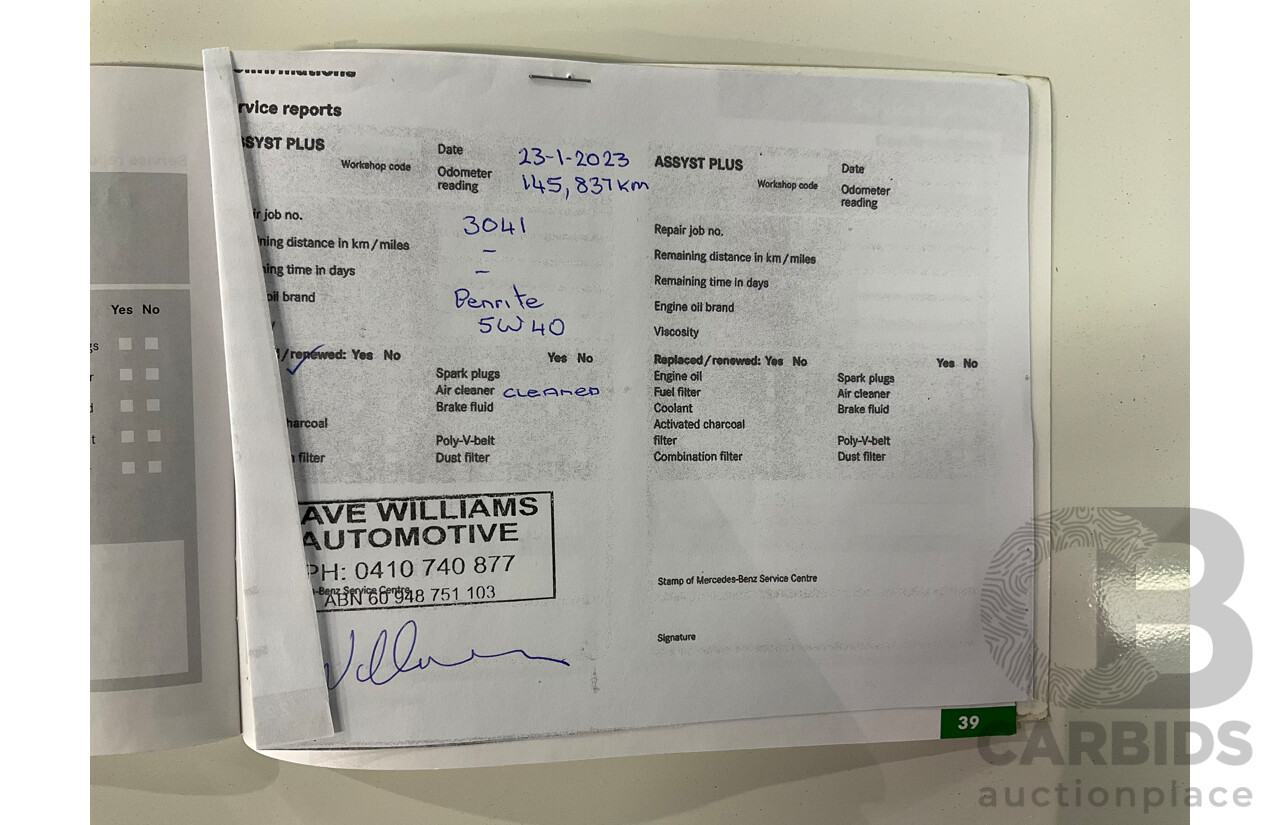 rvice reports
SSYST PLUS
Workshop code
Date 23-1-2023
Odometer reading 145,837km
ir job no. 3041
ning distance in km/miles -
ing time in days -
oil brand Penrite
5W40
/renewed: Yes No
Yes No
Spark plugs
Air cleaner CLEANED
Brake fluid
harcoal
Poly-V-belt
filter
Dust filter
AVE WILLIAMS
AUTOMOTIVE
PH: 0410 740 877
-Benz Service Centre
ABN 60 948 751 103
ASSYST PLUS
Workshop code
Date
Odometer
reading
Repair job no.
Remaining distance in km/miles
Remaining time in days
Engine oil brand
Viscosity
Replaced/renewed: Yes No
Yes No
Engine oil
Spark plugs
Fuel filter
Air cleaner
Coolant
Brake fluid
Activated charcoal
filter
Poly-V-belt
Combination filter
Dust filter
Stamp of Mercedes-Benz Service Centre
Signature
39
Yes No
CARBIDS
auctionplace